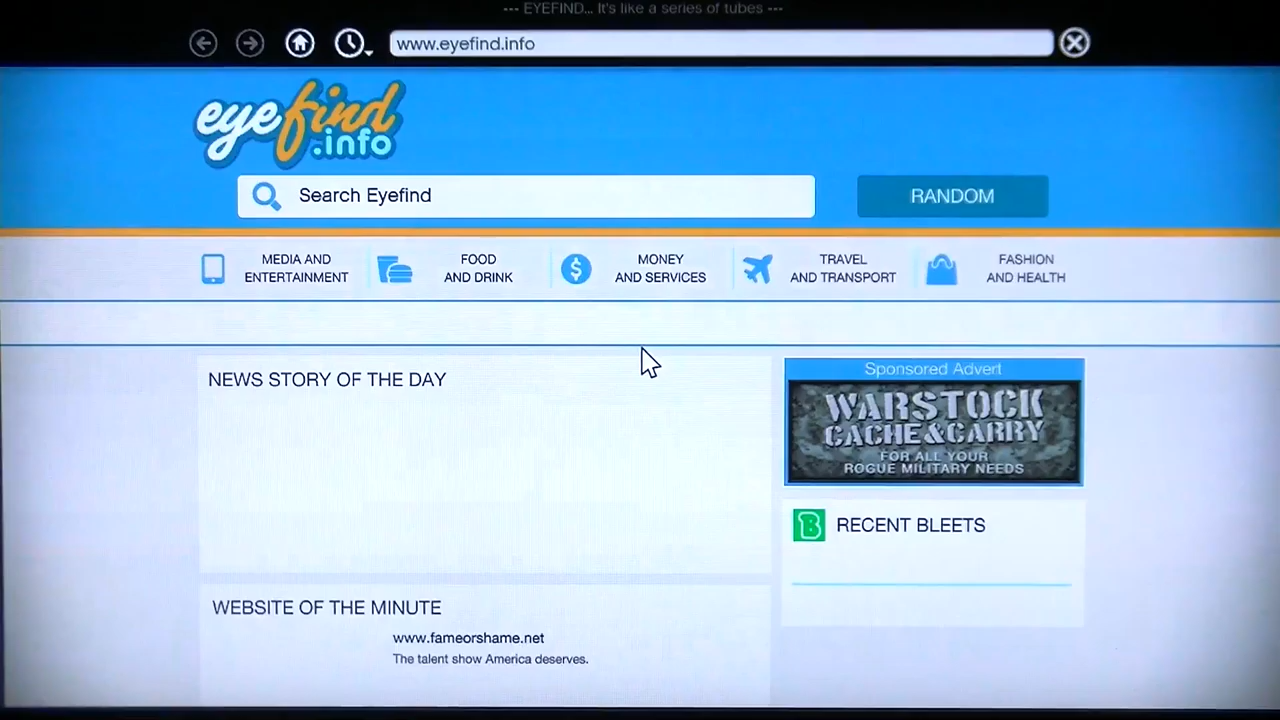 --- EYEFIND... It's like a series of tubes ---
www.eyefind.info
eyefind
.info
Search Eyefind
RANDOM
MEDIA AND
ENTERTAINMENT
FOOD
AND DRINK
MONEY
AND SERVICES
TRAVEL
AND TRANSPORT
FASHION
AND HEALTH
NEWS STORY OF THE DAY
Sponsored Advert
WARSTOCK
CACHE&CARRY
FOR ALL YOUR
ROGUE MILITARY NEEDS
B RECENT BLEETS
WEBSITE OF THE MINUTE
www.fameorshame.net
The talent show America deserves.